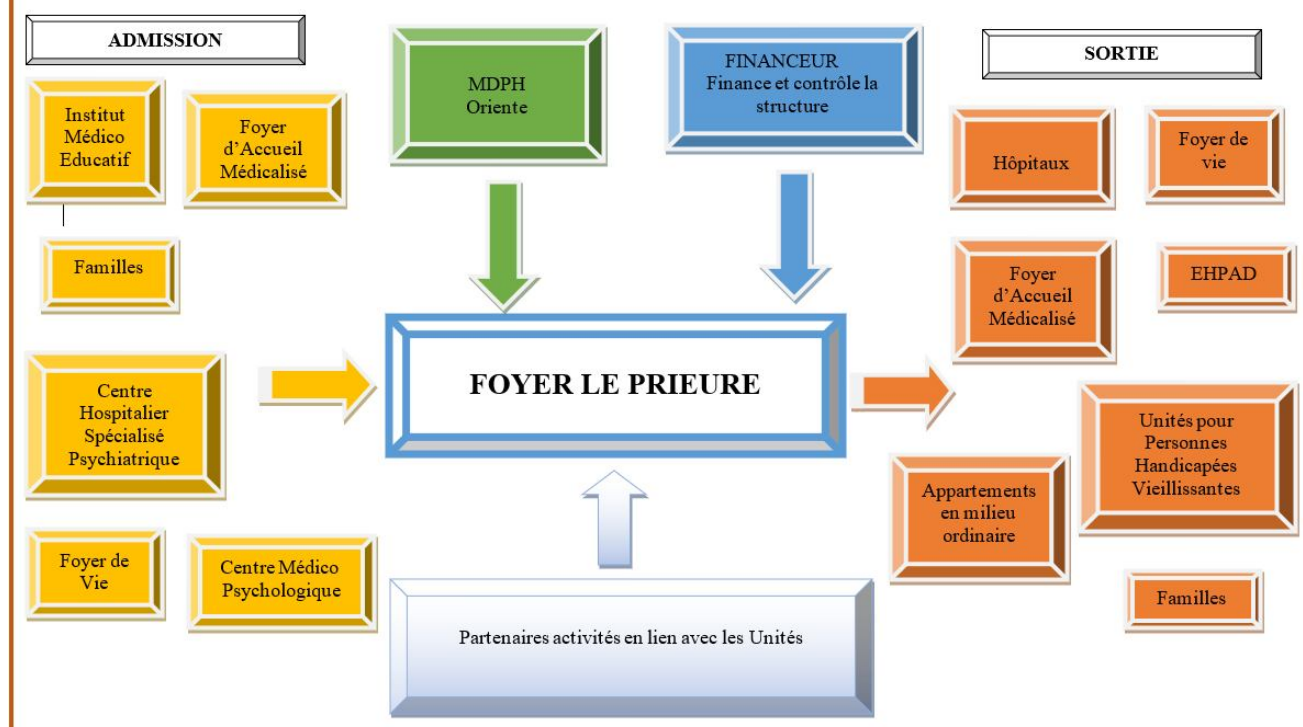 ADMISSION
Institut
Médico
Educatif
Foyer
d'Accueil
Médicalisé
Familles
Centre
Hospitalier
Spécialisé
Psychiatrique
Foyer de
Vie
Centre Médico
Psychologique
MDPH
Oriente
FINANCEUR
Finance et contrôle la
structure
FOYER LE PRIEURE
Partenaires activités en lien avec les Unités
SORTIE
Hôpitaux
Foyer de
vie
Foyer
d'Accueil
Médicalisé
EHPAD
Unités pour
Personnes
Handicapées
Vieillissantes
Appartements
en milieu
ordinaire
Familles